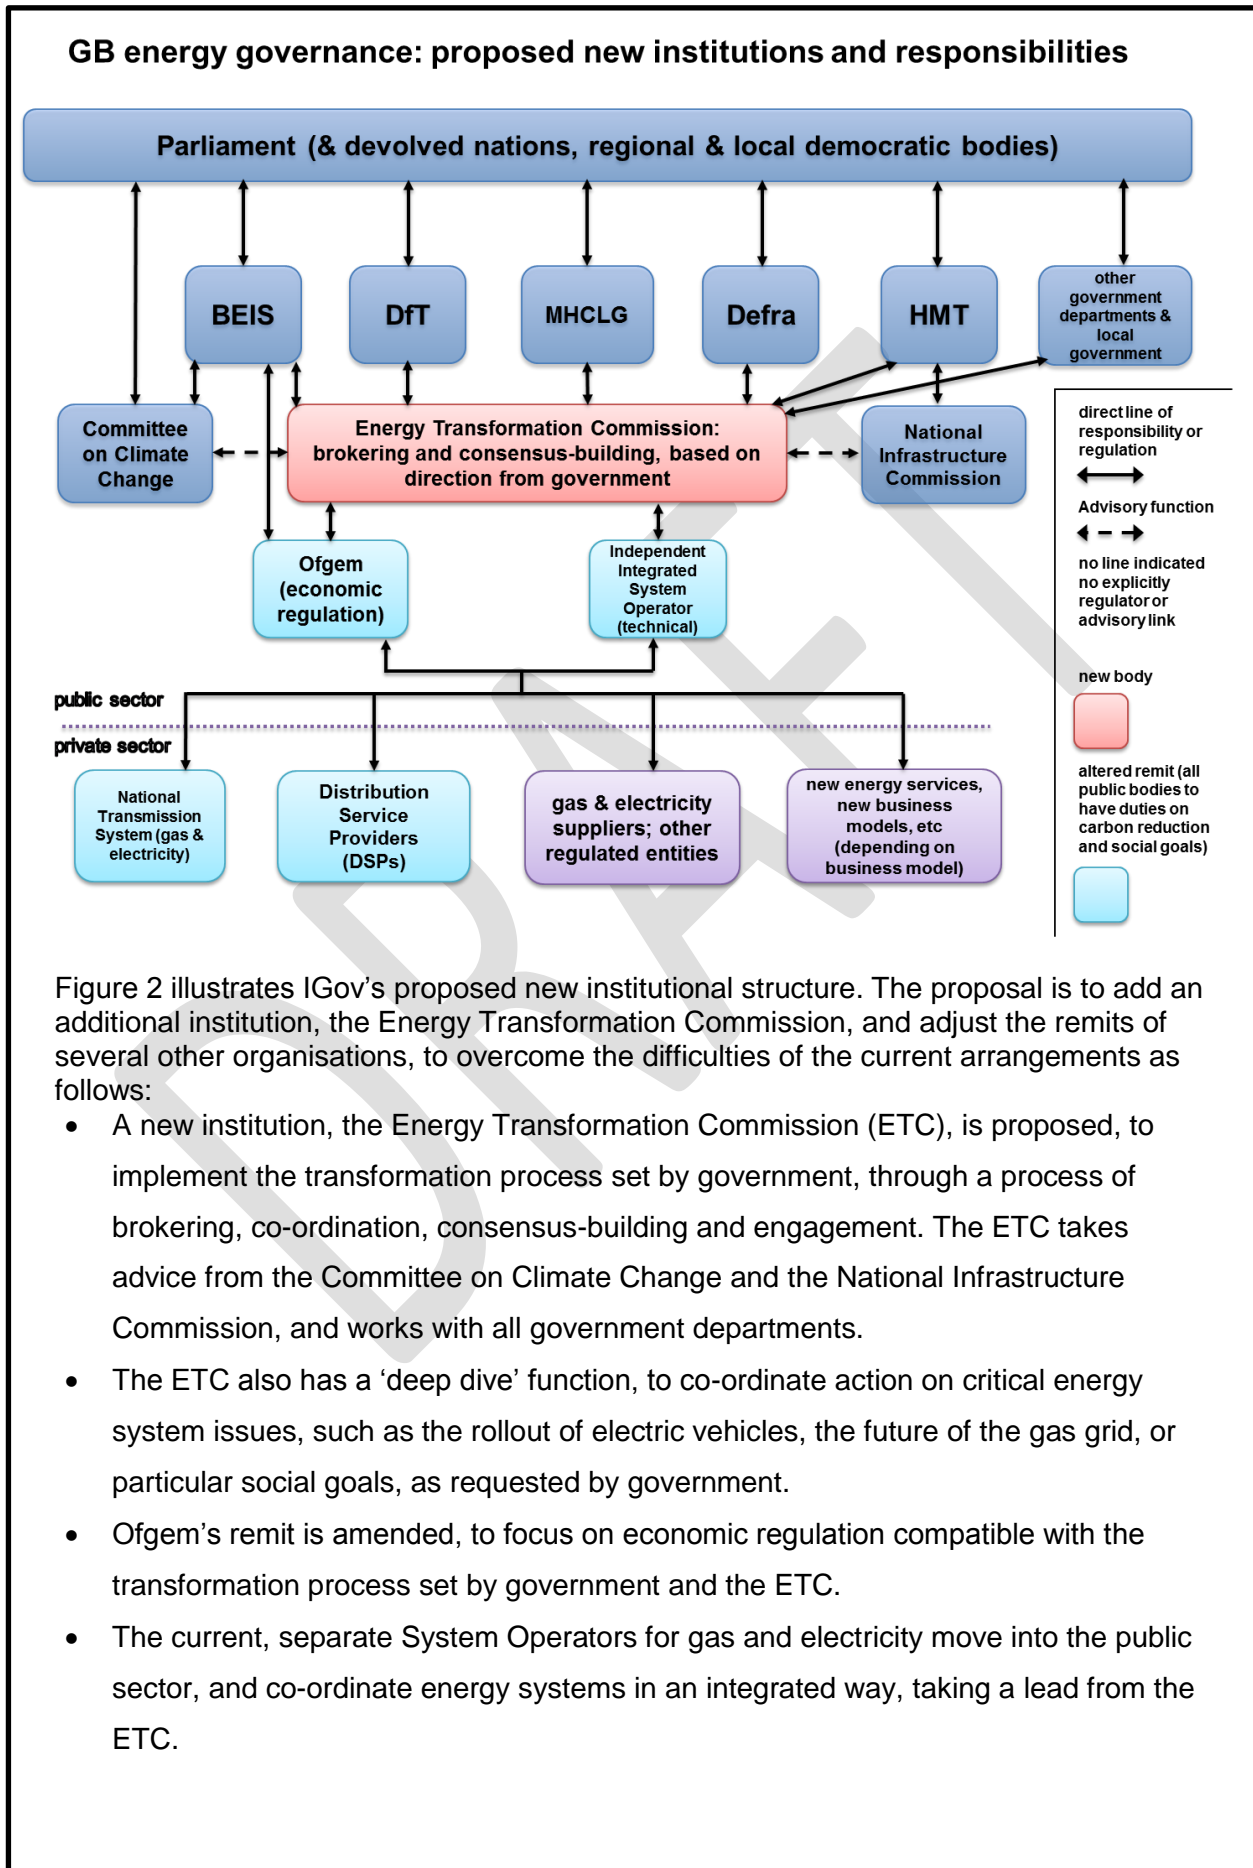 GB energy governance: proposed new institutions and responsibilities
Parliament (& devolved nations, regional & local democratic bodies)
BEIS
DfT
MHCLG
Defra
HMT
other
government
departments &
local
government
Committee
on Climate
Change
Energy Transformation Commission:
brokering and consensus-building, based on
direction from government
National
Infrastructure
Commission
Ofgem
(economic
regulation)
Independent
Integrated
System
Operator
(technical)
public sector
private sector
National
Transmission
System (gas &
electricity)
Distribution
Service
Providers
(DSPs)
gas & electricity
suppliers; other
regulated entities
new energy services,
new business
models, etc
(depending on
business model)
direct line of
responsibility or
regulation
Advisory function
no line indicated
no explicitly
regulator or
advisory link
new body
altered remit (all
public bodies to
have duties on
carbon reduction
and social goals)
DRAFT
Figure 2 illustrates IGov's proposed new institutional structure. The proposal is to add an
additional institution, the Energy Transformation Commission, and adjust the remits of
several other organisations, to overcome the difficulties of the current arrangements as
follows:
• A new institution, the Energy Transformation Commission (ETC), is proposed, to
implement the transformation process set by government, through a process of
brokering, co-ordination, consensus-building and engagement. The ETC takes
advice from the Committee on Climate Change and the National Infrastructure
Commission, and works with all government departments.
• The ETC also has a 'deep dive' function, to co-ordinate action on critical energy
system issues, such as the rollout of electric vehicles, the future of the gas grid, or
particular social goals, as requested by government.
• Ofgem's remit is amended, to focus on economic regulation compatible with the
transformation process set by government and the ETC.
• The current, separate System Operators for gas and electricity move into the public
sector, and co-ordinate energy systems in an integrated way, taking a lead from the
ETC.